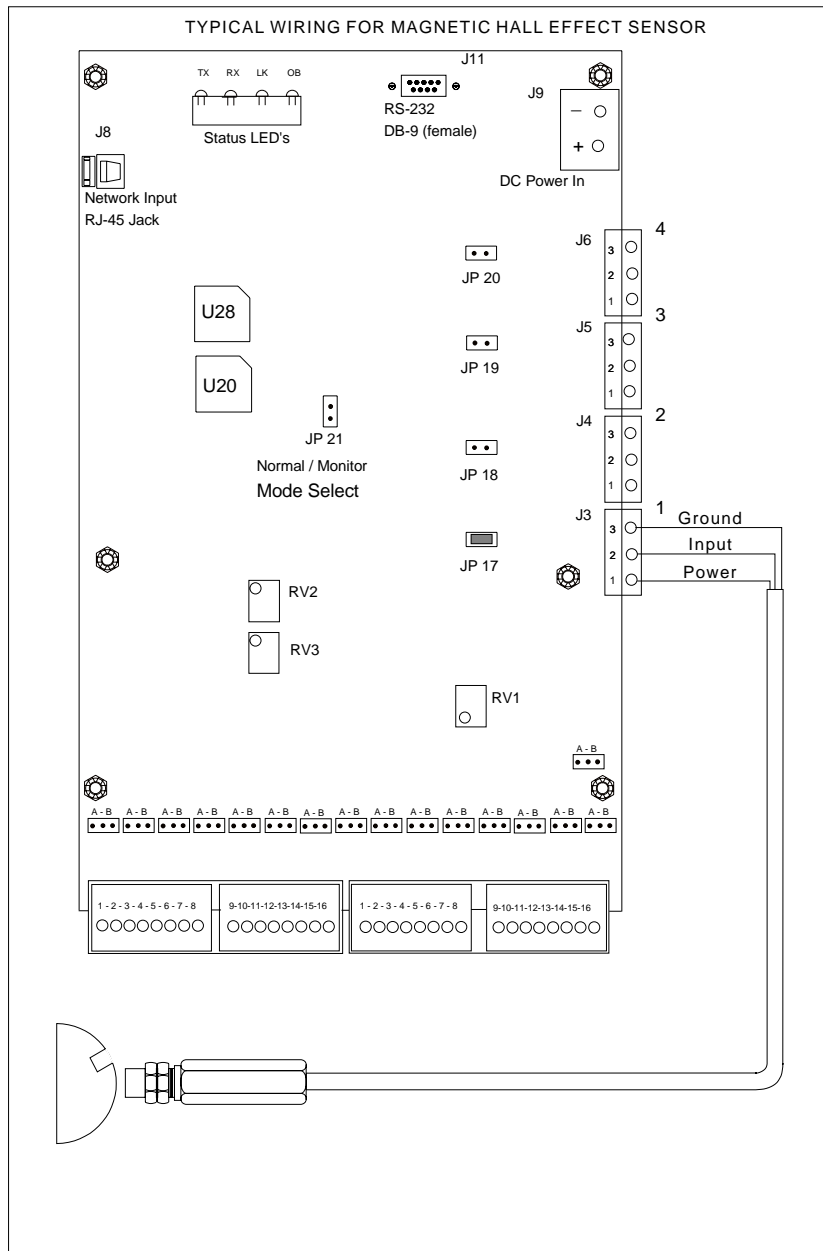 TYPICAL WIRING FOR MAGNETIC HALL EFFECT SENSOR
J11
TX RX LK OB
J9
RS-232
DB-9 (female)
–
+
J8
Status LED's
DC Power In
Network Input
RJ-45 Jack
J6
4
3
2
1
JP 20
U28
J5
3
3
2
1
JP 19
U20
J4
2
3
2
1
JP 21
Normal / Monitor
Mode Select
JP 18
J3
1
3
2
1
Ground
Input
Power
JP 17
RV2
RV3
RV1
A - B
A - B A - B A - B A - B A - B A - B A - B A - B A - B A - B A - B A - B A - B A - B A - B
1 - 2 - 3 - 4 - 5 - 6 - 7 - 8 9-10-11-12-13-14-15-16 1 - 2 - 3 - 4 - 5 - 6 - 7 - 8 9-10-11-12-13-14-15-16